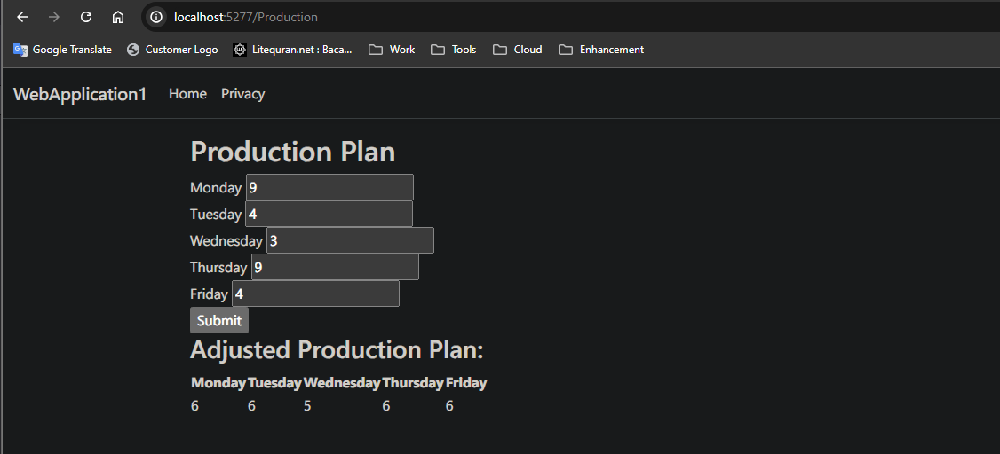 localhost:5277/Production
Google Translate Customer Logo Litequran.net : Baca... Work Tools Cloud Enhancement
WebApplication1 Home Privacy
Production Plan
Monday 9
Tuesday 4
Wednesday 3
Thursday 9
Friday 4
Submit
Adjusted Production Plan:
Monday Tuesday Wednesday Thursday Friday
6 6 5 6 6